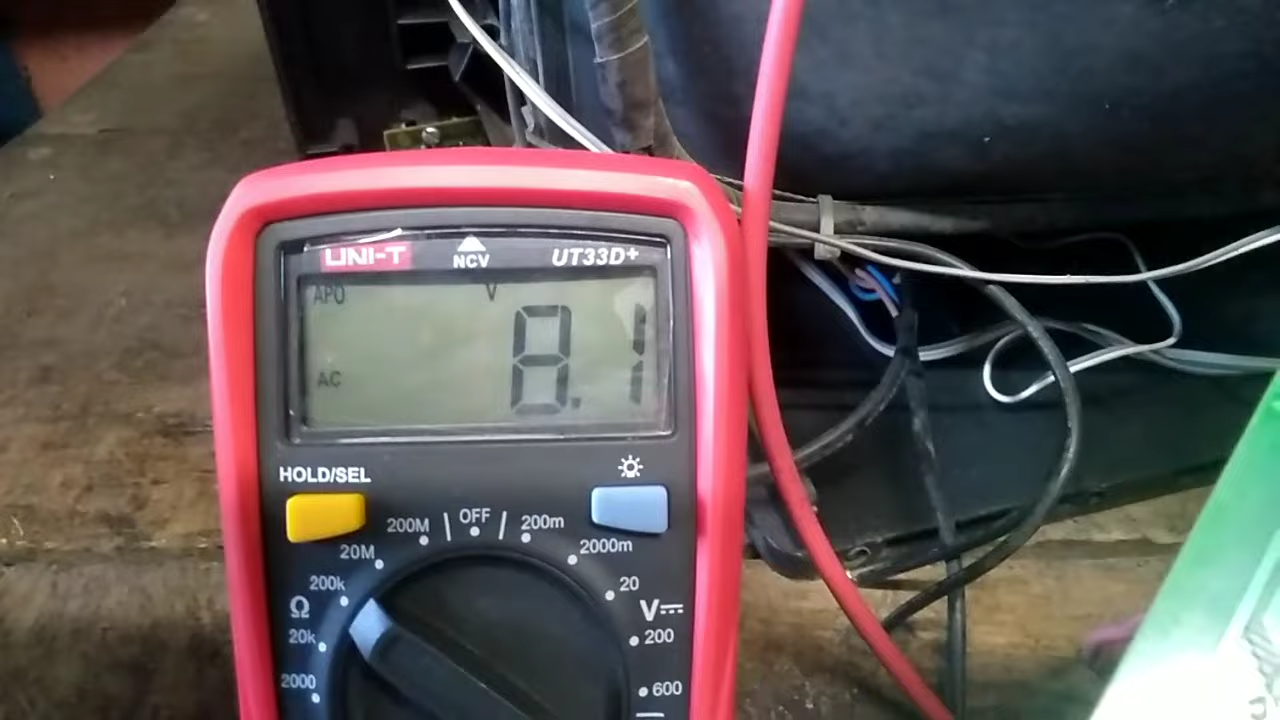 UNI-T NCV UT33D+
APO V
8.1
AC
HOLD/SEL
200M OFF 200m
20M 2000m
200k 20
Ω V
20k 200
2000 600